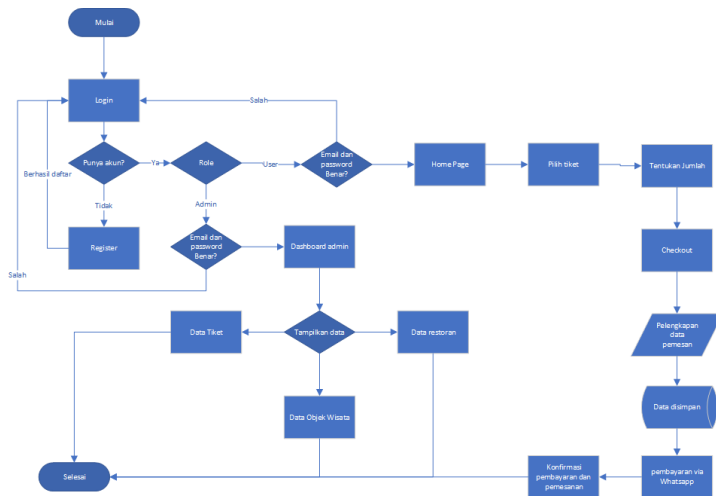 Mulai
Login
Salah
Punya akun?
Ya
Role
User
Email dan
password
Benar?
Home Page
Pilih tiket
Tentukan Jumlah
Berhasil daftar
Tidak
Admin
Register
Email dan
password
Benar?
Dashboard admin
Checkout
Salah
Data Tiket
Tampilkan data
Data restoran
Pelengkapan
data
pemesan
Data Objek Wisata
Data disimpan
Selesai
Konfirmasi
pembayaran dan
pemesanan
pembayaran via
Whatsapp